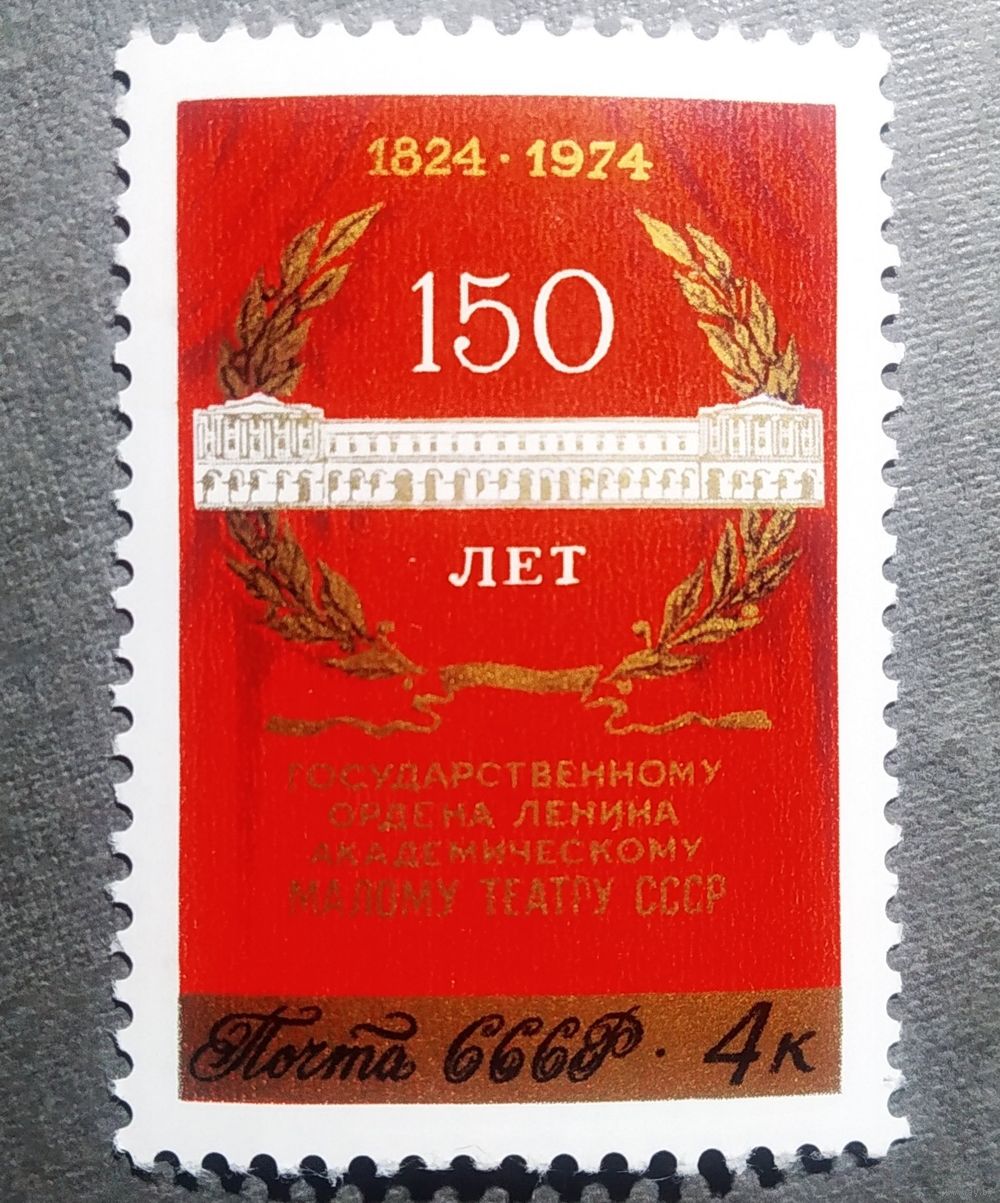 1824 · 1974
150
ЛЕТ
ГОСУДАРСТВЕННОМУ
ОРДЕНА ЛЕНИНА
АКАДЕМИЧЕСКОМУ
МАЛОМУ ТЕАТРУ СССР
Почта СССР · 4к